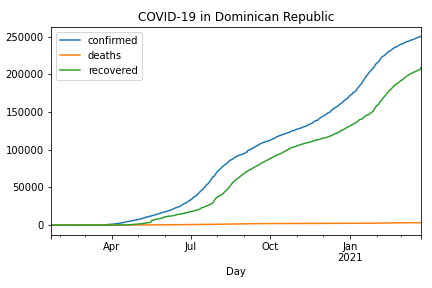 COVID-19 in Dominican Republic
confirmed
deaths
recovered
250000
200000
150000
100000
50000
0
Apr Jul Oct Jan
2021
Day